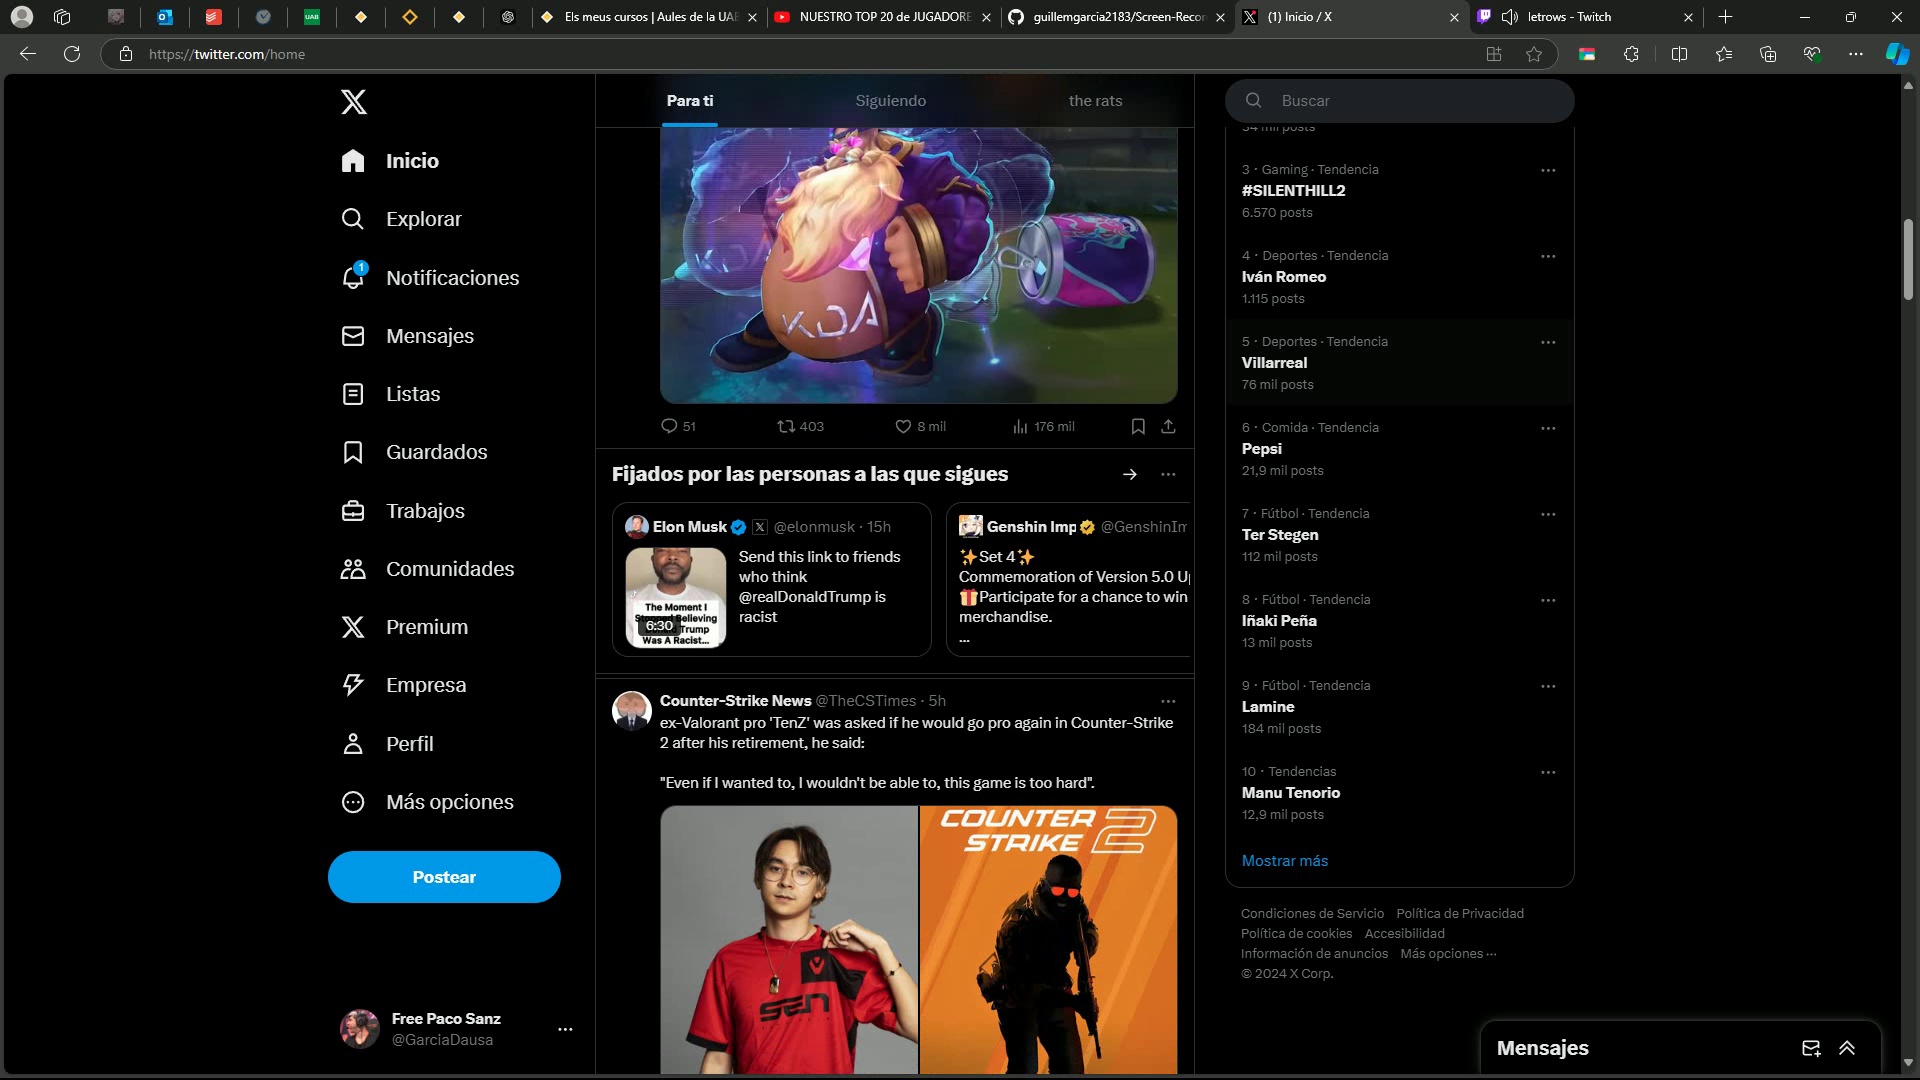 UAB
Els meus cursos | Aules de la UAB
NUESTRO TOP 20 de JUGADORE
guillemgarcia2183/Screen-Recor
(1) Inicio / X
letrows - Twitch
https://twitter.com/home
Inicio
Explorar
1
Notificaciones
Mensajes
Listas
Guardados
Trabajos
Comunidades
Premium
Empresa
Perfil
Más opciones
Postear
Free Paco Sanz
@GarciaDausa
Para ti
Siguiendo
the rats
KDA
51
403
8 mil
176 mil
Fijados por las personas a las que sigues
Elon Musk @elonmusk · 15h
Send this link to friends
who think
@realDonaldTrump is
racist
The Moment I
Stopped Believing
Donald Trump
Was A Racist...
6:30
Genshin Imp @GenshinIm
✨Set 4✨
Commemoration of Version 5.0 U
🎁Participate for a chance to win
merchandise.
...
Counter-Strike News @TheCSTimes · 5h
ex-Valorant pro 'TenZ' was asked if he would go pro again in Counter-Strike
2 after his retirement, he said:
"Even if I wanted to, I wouldn't be able to, this game is too hard".
SEN
COUNTER
STRIKE 2
Buscar
34 mil posts
3 · Gaming · Tendencia
#SILENTHILL2
6.570 posts
4 · Deportes · Tendencia
Iván Romeo
1.115 posts
5 · Deportes · Tendencia
Villarreal
76 mil posts
6 · Comida · Tendencia
Pepsi
21,9 mil posts
7 · Fútbol · Tendencia
Ter Stegen
112 mil posts
8 · Fútbol · Tendencia
Iñaki Peña
13 mil posts
9 · Fútbol · Tendencia
Lamine
184 mil posts
10 · Tendencias
Manu Tenorio
12,9 mil posts
Mostrar más
Condiciones de Servicio Política de Privacidad
Política de cookies Accesibilidad
Información de anuncios Más opciones ···
© 2024 X Corp.
Mensajes